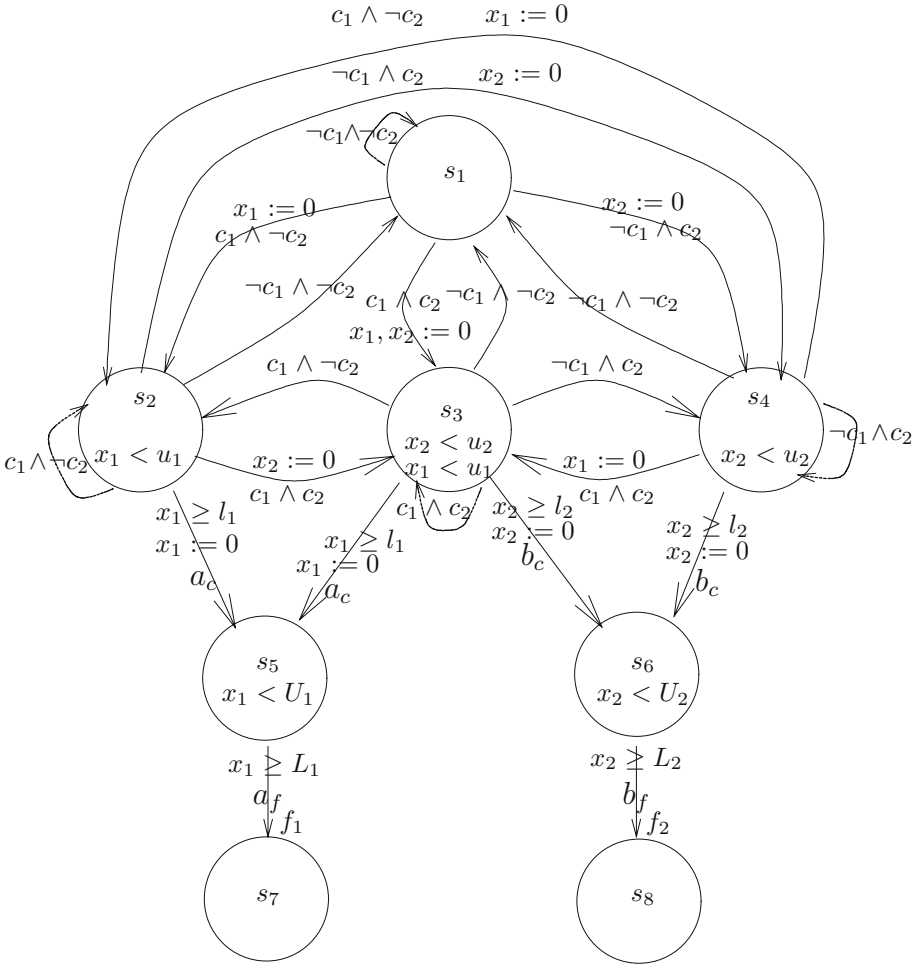 c₁ ∧ ¬c₂ x₁ := 0
¬c₁ ∧ c₂ x₂ := 0
¬c₁∧¬c₂
s₁
x₁ := 0
c₁ ∧ ¬c₂
x₂ := 0
¬c₁ ∧ c₂
¬c₁ ∧ ¬c₂
c₁ ∧ c₂
x₁, x₂ := 0
¬c₁ ∧ ¬c₂
¬c₁ ∧ ¬c₂
c₁ ∧ ¬c₂
¬c₁ ∧ c₂
s₂
x₁ < u₁
s₃
x₂ < u₂
x₁ < u₁
s₄
x₂ < u₂
c₁∧¬c₂
x₂ := 0
c₁ ∧ c₂
x₁ := 0
c₁ ∧ c₂
¬c₁∧c₂
c₁ ∧ c₂
x₁ ≥ l₁
x₁ := 0
a_c
x₁ ≥ l₁
x₁ := 0
a_c
x₂ ≥ l₂
x₂ := 0
b_c
x₂ ≥ l₂
x₂ := 0
b_c
s₅
x₁ < U₁
s₆
x₂ < U₂
x₁ ≥ L₁
a_f
f₁
x₂ ≥ L₂
b_f
f₂
s₇
s₈